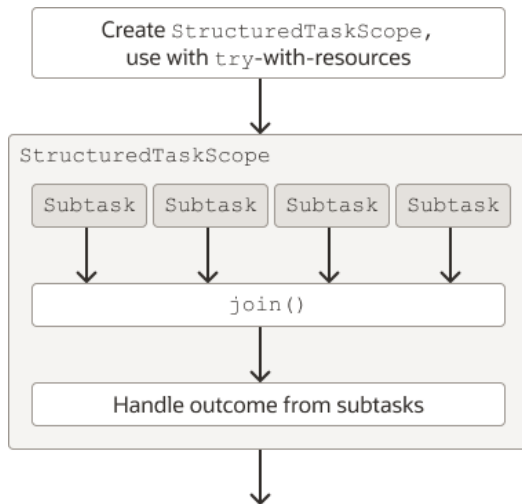 Create StructuredTaskScope,
use with try-with-resources
StructuredTaskScope
Subtask Subtask Subtask Subtask
join()
Handle outcome from subtasks